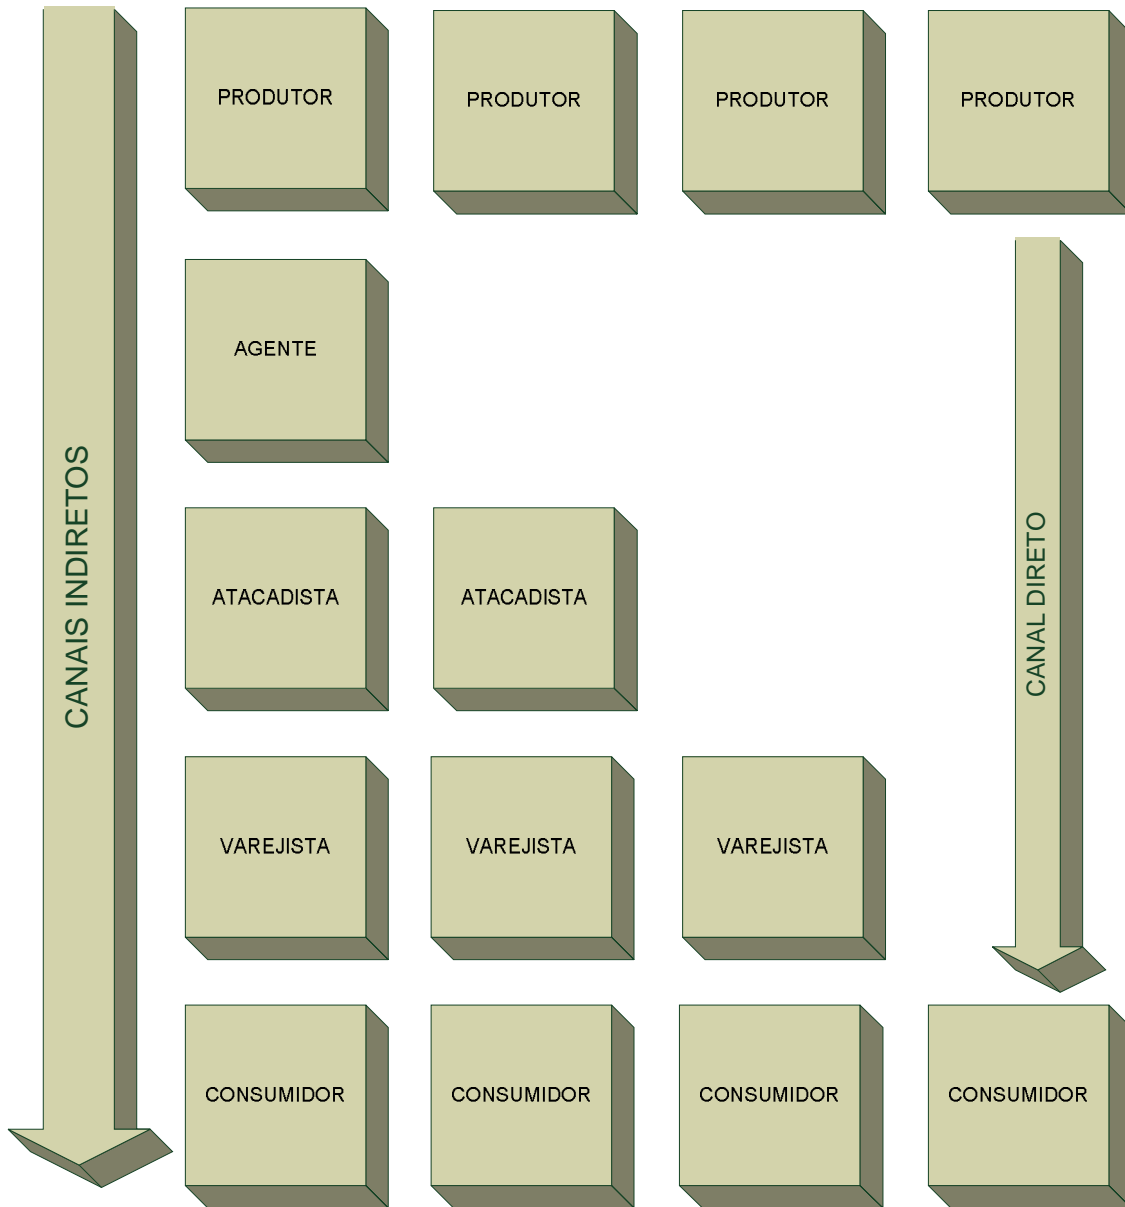 PRODUTOR
PRODUTOR
PRODUTOR
PRODUTOR
AGENTE
CANAIS INDIRETOS
CANAL DIRETO
ATACADISTA
ATACADISTA
VAREJISTA
VAREJISTA
VAREJISTA
CONSUMIDOR
CONSUMIDOR
CONSUMIDOR
CONSUMIDOR